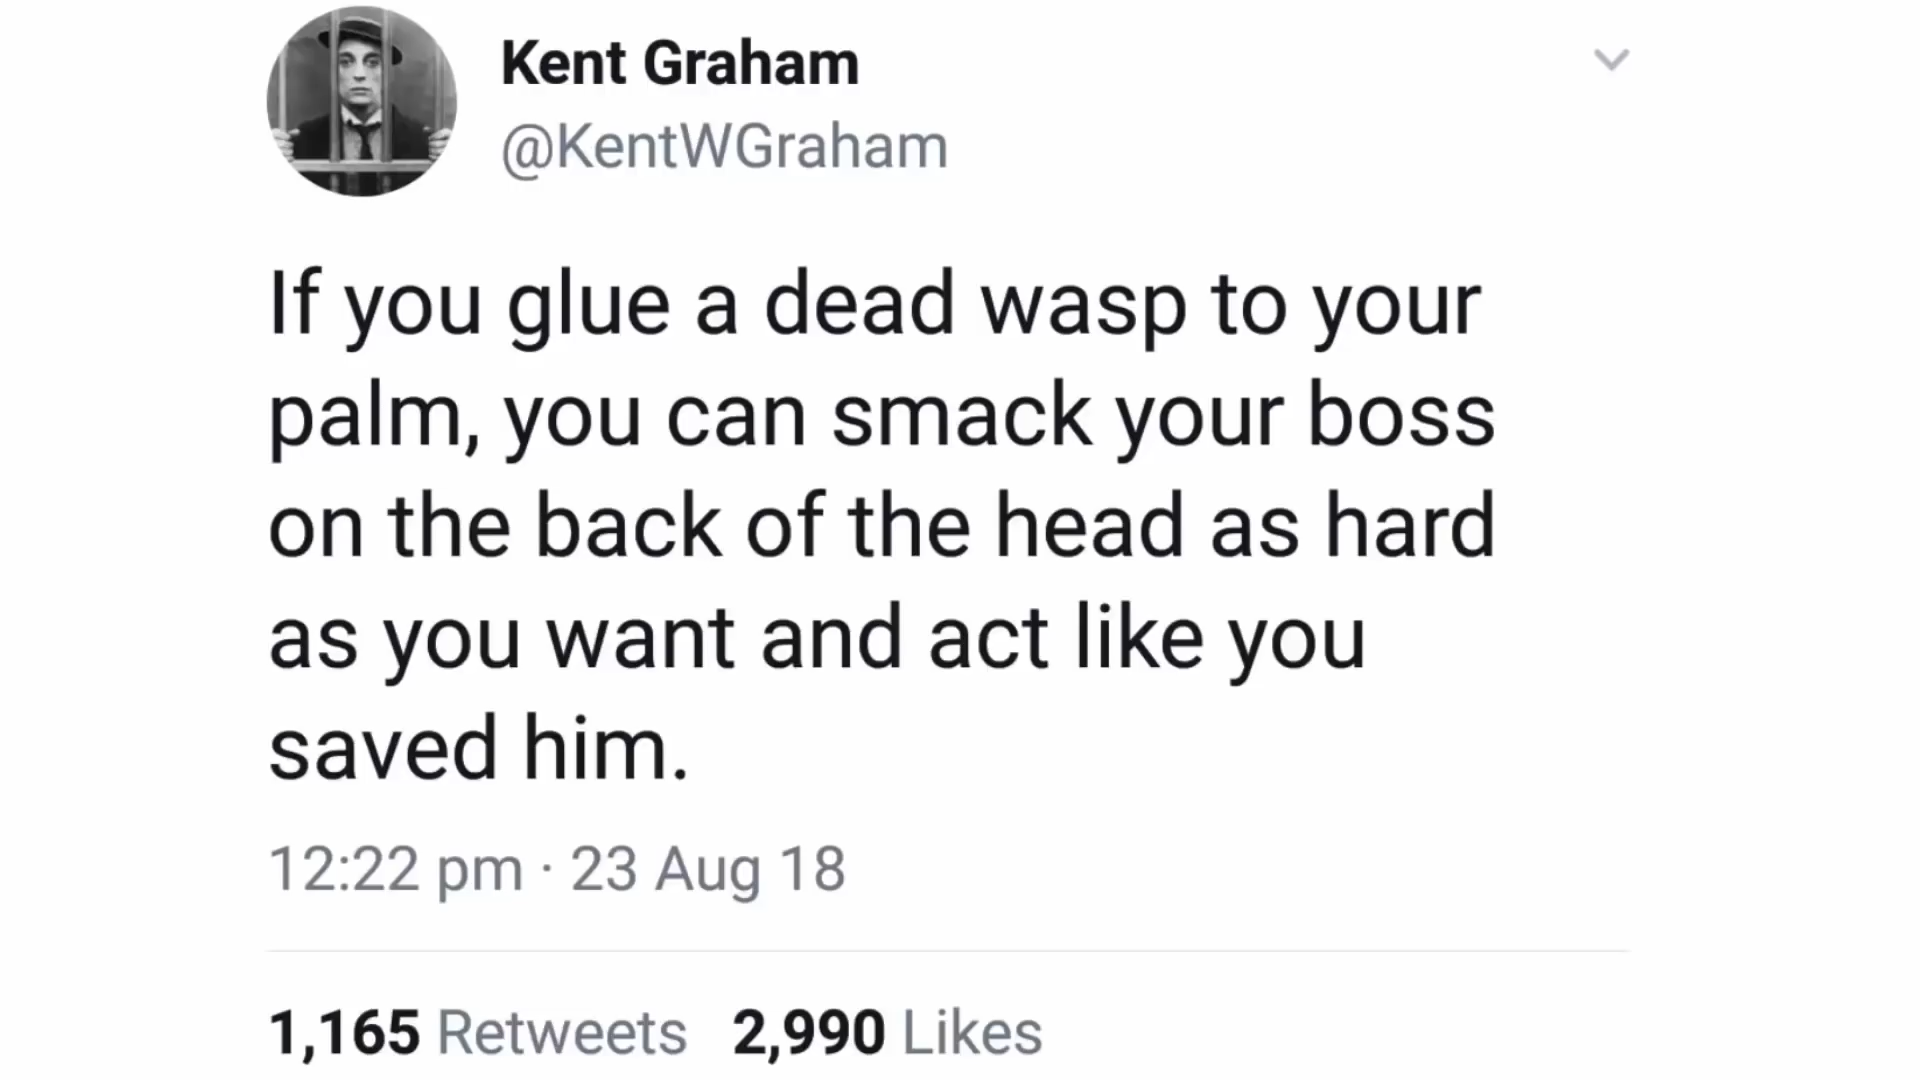 Kent Graham
@KentWGraham
If you glue a dead wasp to your
palm, you can smack your boss
on the back of the head as hard
as you want and act like you
saved him.
12:22 pm · 23 Aug 18
1,165 Retweets 2,990 Likes